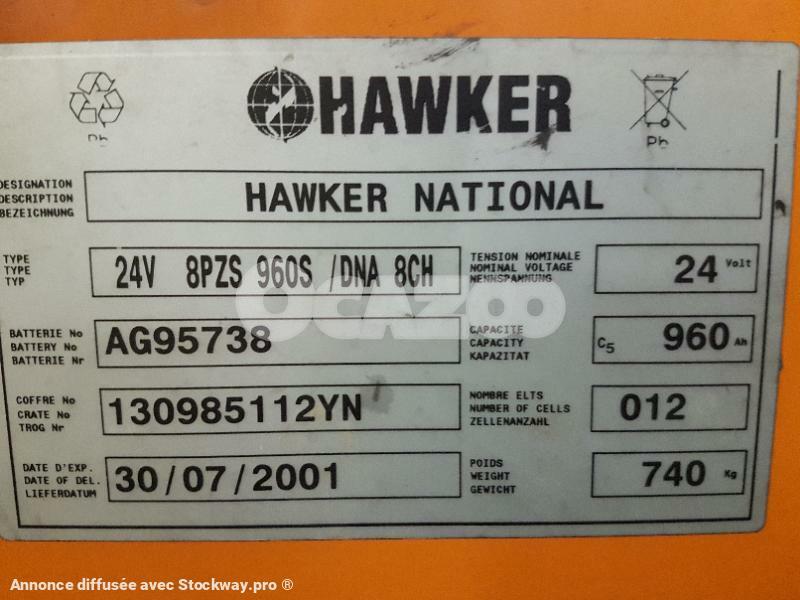 Pb
HAWKER
Pb
DESIGNATION
DESCRIPTION
BEZEICHNUNG
HAWKER NATIONAL
TYPE
TYPE
TYP
24V 8PZS 960S /DNA 8CH
TENSION NOMINALE
NOMINAL VOLTAGE
NENNSPANNUNG
24 Volt
BATTERIE No
BATTERY No
BATTERIE Nr
AG95738
CAPACITE
CAPACITY
KAPAZITAT
C5 960 Ah
COFFRE No
CRATE No
TROG Nr
130985112YN
NOMBRE ELTS
NUMBER OF CELLS
ZELLENANZAHL
012
DATE D'EXP.
DATE OF DEL.
LIEFERDATUM
30/07/2001
POIDS
WEIGHT
GEWICHT
740 Kg
OCAZOO
Annonce diffusée avec Stockway.pro ®